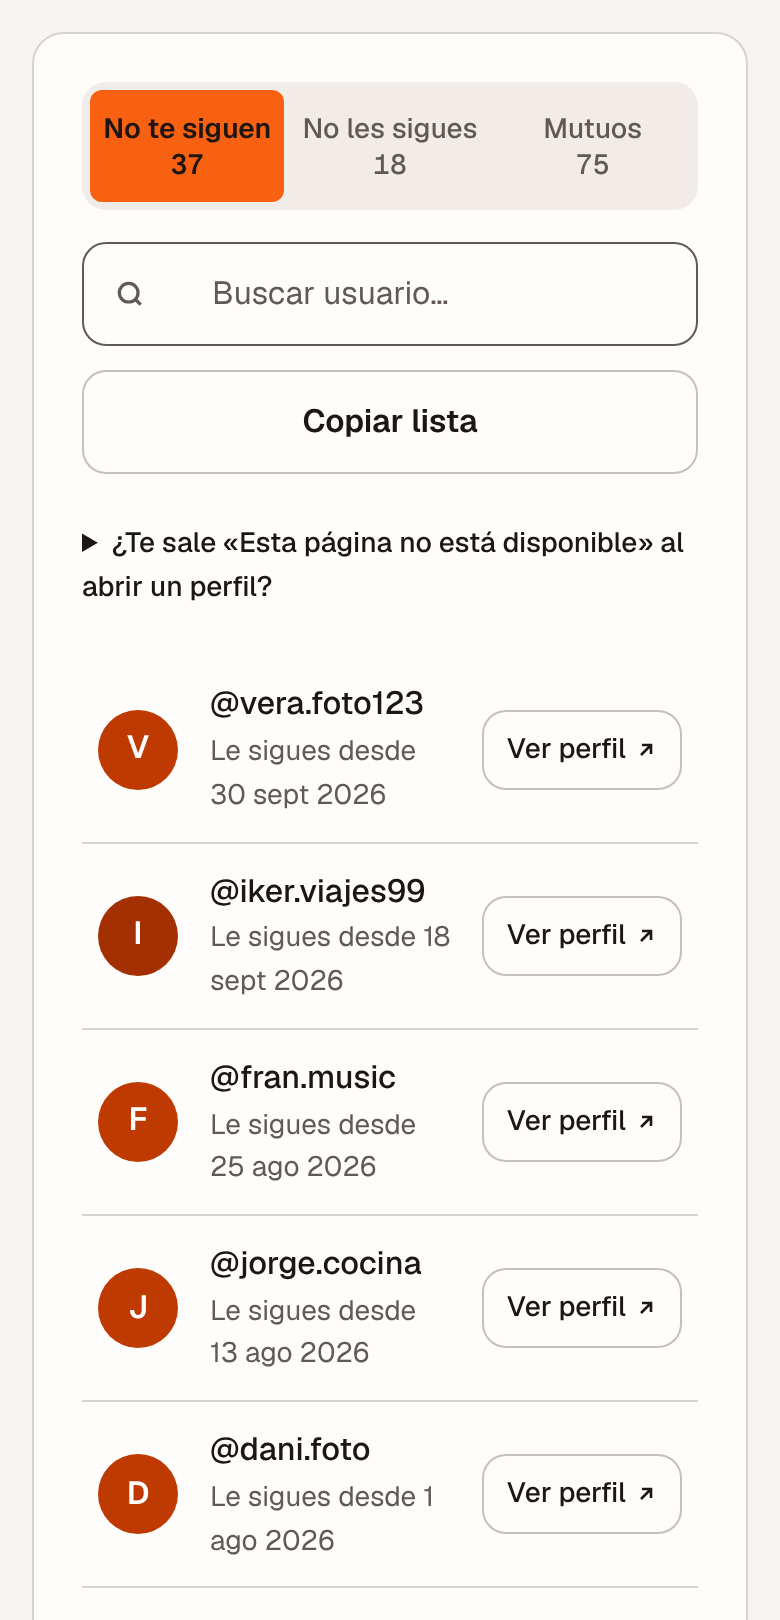 No te siguen
37
No les sigues
18
Mutuos
75
Buscar usuario...
Copiar lista
▶ ¿Te sale «Esta página no está disponible» al
abrir un perfil?
V
@vera.foto123
Le sigues desde
30 sept 2026
Ver perfil ↗
I
@iker.viajes99
Le sigues desde 18
sept 2026
Ver perfil ↗
F
@fran.music
Le sigues desde
25 ago 2026
Ver perfil ↗
J
@jorge.cocina
Le sigues desde
13 ago 2026
Ver perfil ↗
D
@dani.foto
Le sigues desde 1
ago 2026
Ver perfil ↗